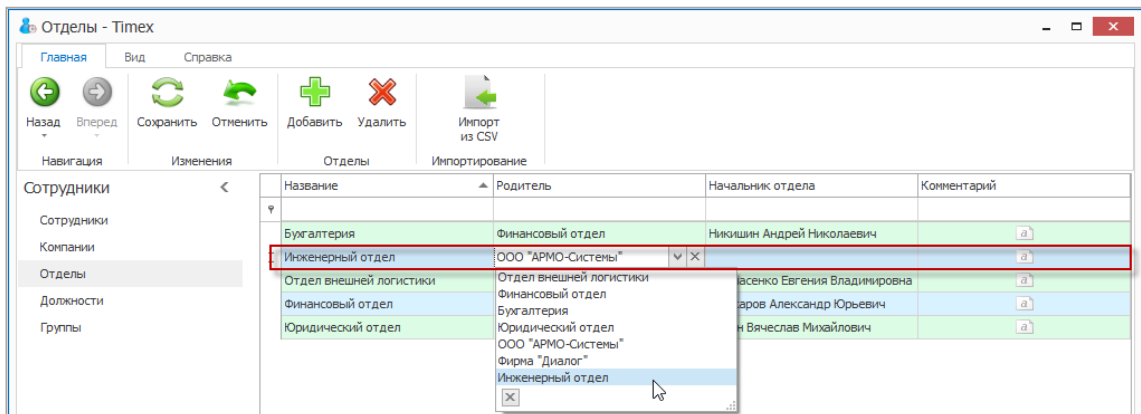 Отделы - Timex
Главная Вид Справка
Назад Вперед Сохранить Отменить Добавить Удалить Импорт из CSV
Навигация Изменения Отделы Импортирование
Сотрудники
Сотрудники
Компании
Отделы
Должности
Группы
Название Родитель Начальник отдела Комментарий
Бухгалтерия Финансовый отдел Никишин Андрей Николаевич a
Инженерный отдел ООО "АРМО-Системы" a
Отдел внешней логистики Евгения Владимировна a
Финансовый отдел Александр Юрьевич a
Юридический отдел Вячеслав Михайлович a
Отдел внешней логистики
Финансовый отдел
Бухгалтерия
Юридический отдел
ООО "АРМО-Системы"
Фирма "Диалог"
Инженерный отдел